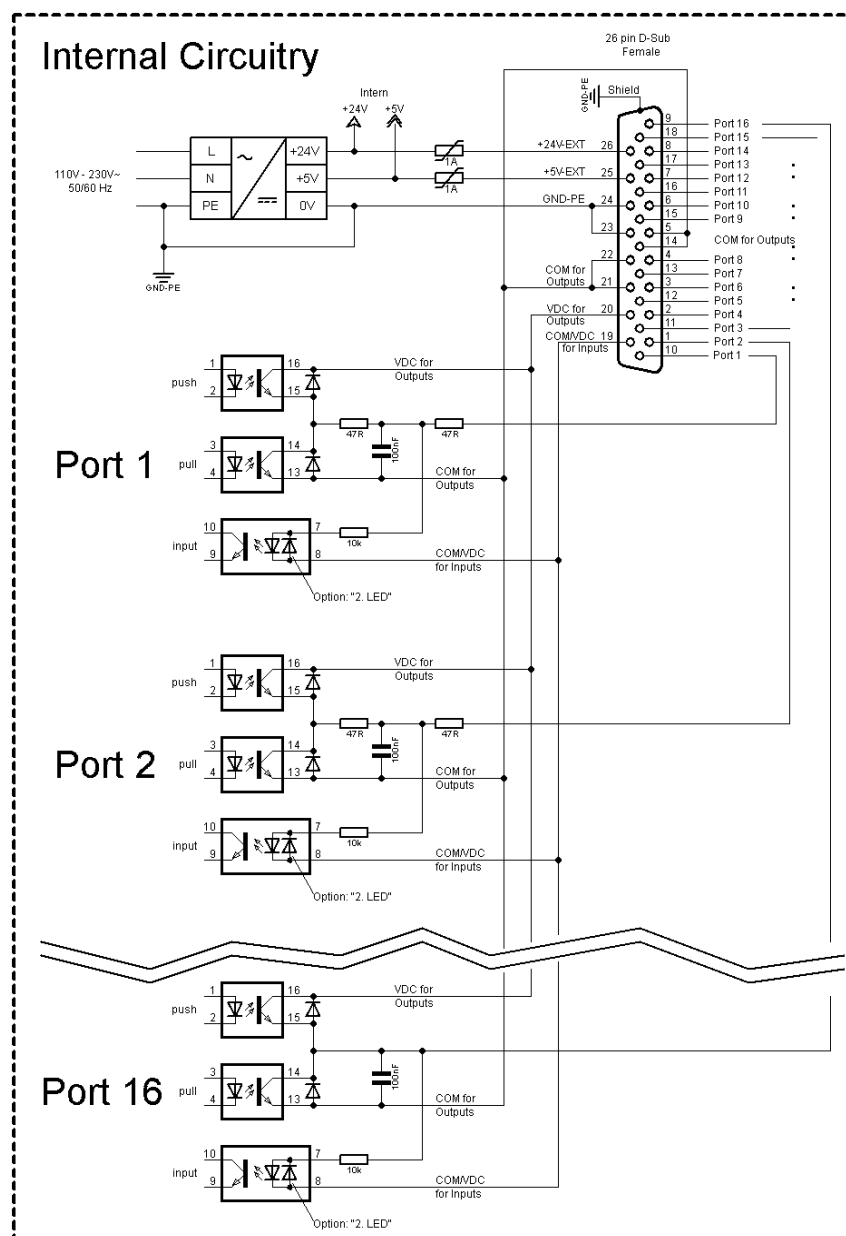 Internal Circuitry
26 pin D-Sub
Female
Intern
+24V
+5V
GND-PE
Shield
110V - 230V~
50/60 Hz
L
N
PE
~
+24V
+5V
0V
1A
1A
GND-PE
+24V-EXT 26
+5V-EXT 25
GND-PE 24
23
22
COM for
Outputs
21
VDC for
Outputs
20
COM/VDC
for Inputs
19
9 Port 16
18 Port 15
8 Port 14
17 Port 13
7 Port 12
16 Port 11
6 Port 10
15 Port 9
5
14 COM for Outputs
4 Port 8
13 Port 7
3 Port 6
12 Port 5
2 Port 4
11 Port 3
1 Port 2
10 Port 1
Port 1
push
1
2
16
15
VDC for
Outputs
47R
100nF
47R
pull
3
4
14
13
COM for
Outputs
input
10
9
7
8
10k
COM/VDC
for Inputs
Option: "2. LED"
Port 2
push
1
2
16
15
VDC for
Outputs
47R
100nF
47R
pull
3
4
14
13
COM for
Outputs
input
10
9
7
8
10k
COM/VDC
for Inputs
Option: "2. LED"
Port 16
push
1
2
16
15
VDC for
Outputs
100nF
pull
3
4
14
13
COM for
Outputs
input
10
9
7
8
10k
COM/VDC
for Inputs
Option: "2. LED"